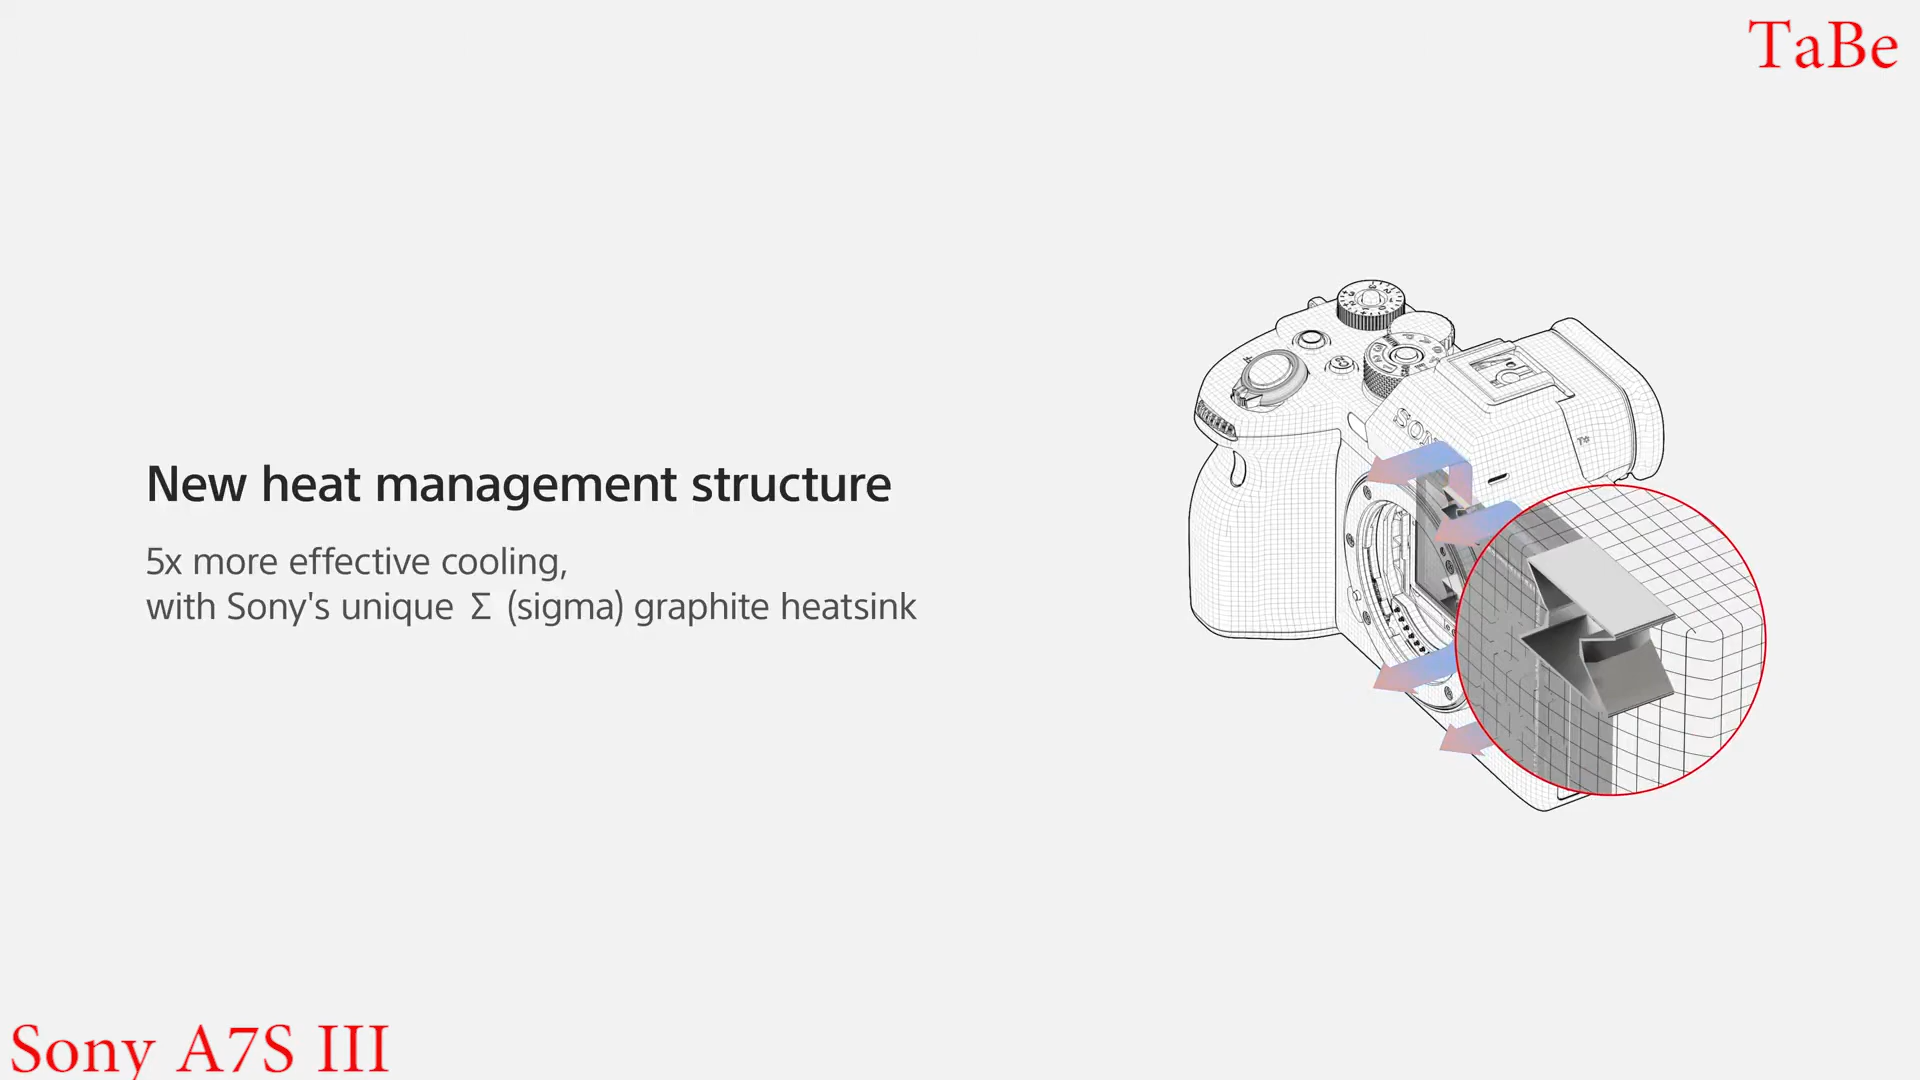 TaBe
New heat management structure
5x more effective cooling,
with Sony's unique Σ (sigma) graphite heatsink
Sony A7S III